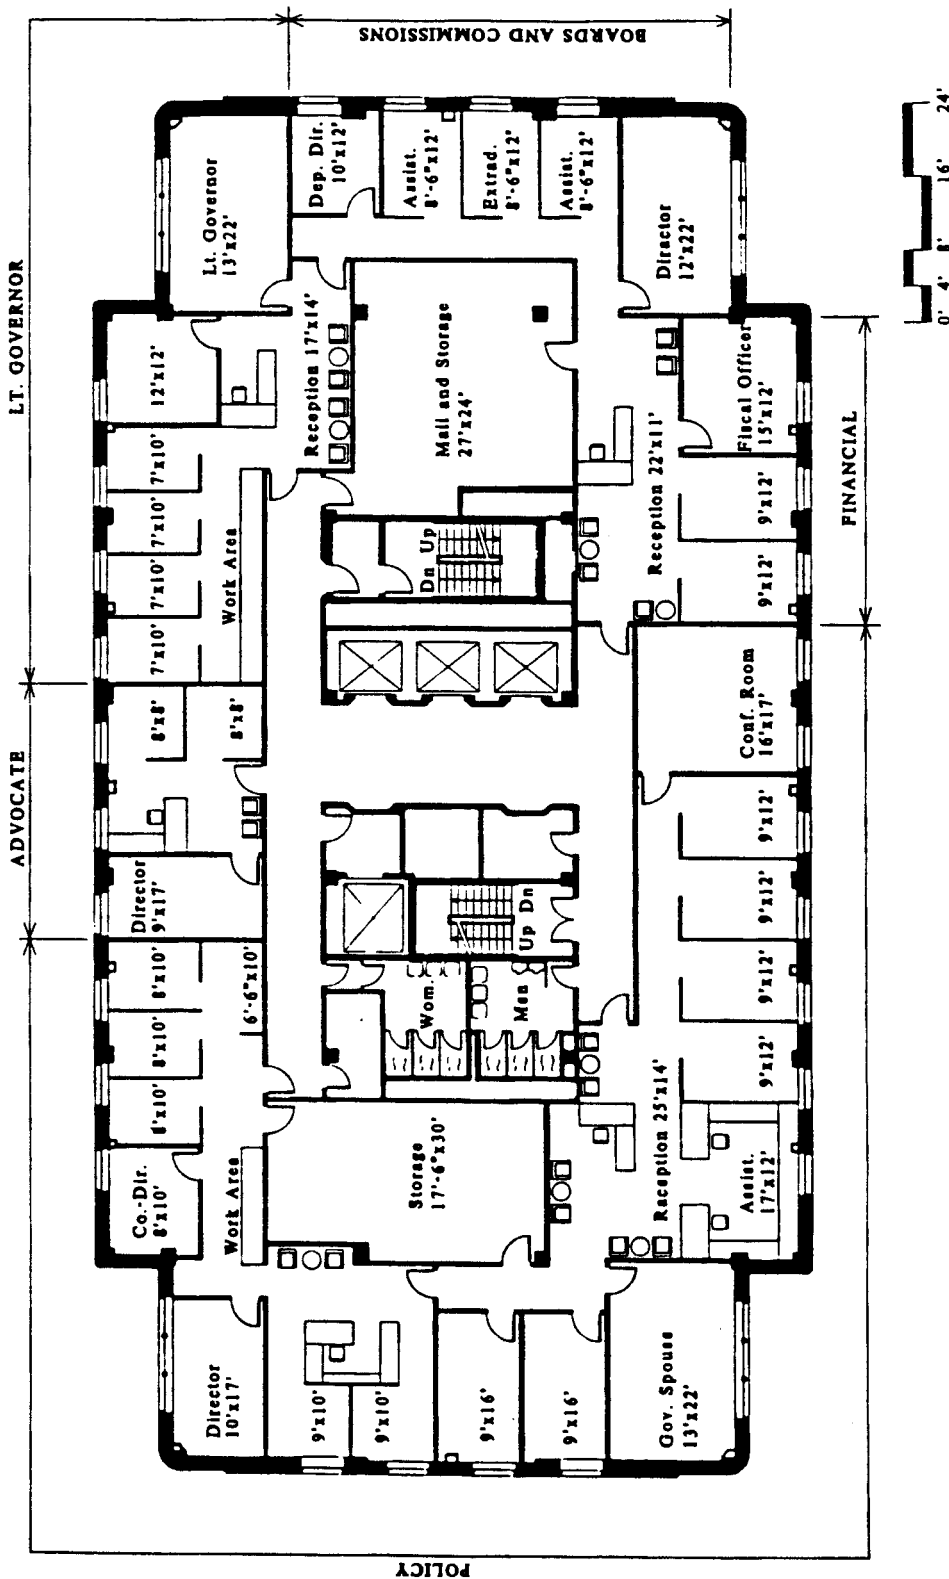 LT. GOVERNOR
ADVOCATE
POLICY
BOARDS AND COMMISSIONS
FINANCIAL
Director
10'x17'
Co.-Dir.
8'x10'
8'x10'
8'x10'
8'x10'
6'-6"x10'
Work Area
Director
9'x17'
8'x8'
8'x8'
7'x10'
7'x10'
7'x10'
7'x10'
Work Area
12'x12'
Lt. Governor
13'x22'
Reception 17'x14'
Dep. Dir.
10'x12'
Assist.
8'-6"x12'
Extrad.
8'-6"x12'
Assist.
8'-6"x12'
Director
12'x22'
Mail and Storage
27'x24'
Dn Up
Up Dn
Wom.
Men
Storage
17'-6"x30'
9'x10'
9'x10'
9'x16'
9'x16'
Gov. Spouse
13'x22'
Reception 25'x14'
Assist.
17'x12'
9'x12'
9'x12'
9'x12'
9'x12'
Conf. Room
16'x17'
Reception 22'x11'
9'x12'
9'x12'
Fiscal Officer
15'x12'
0' 4' 8' 16' 24'